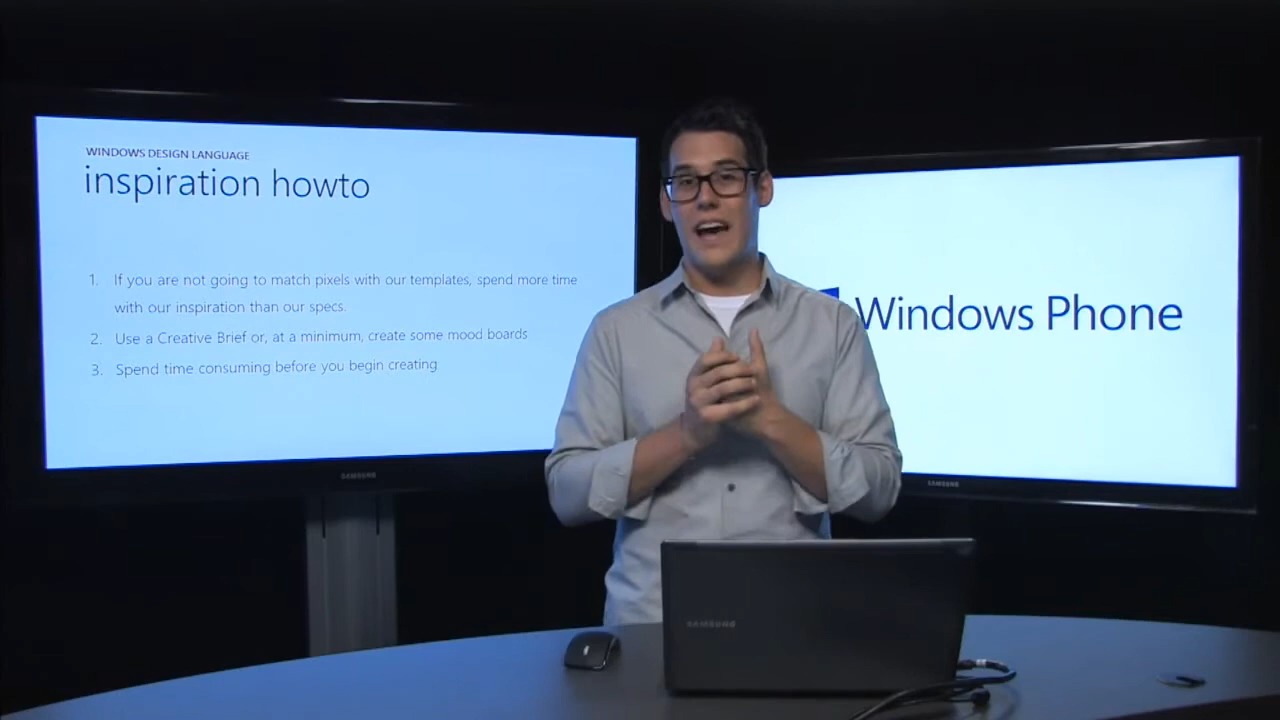 WINDOWS DESIGN LANGUAGE
inspiration howto
1. If you are not going to match pixels with our templates, spend more time
with our inspiration than our specs.
2. Use a Creative Brief or, at a minimum, create some mood boards
3. Spend time consuming before you begin creating
Windows Phone
SAMSUNG
SAMSUNG
SAMSUNG